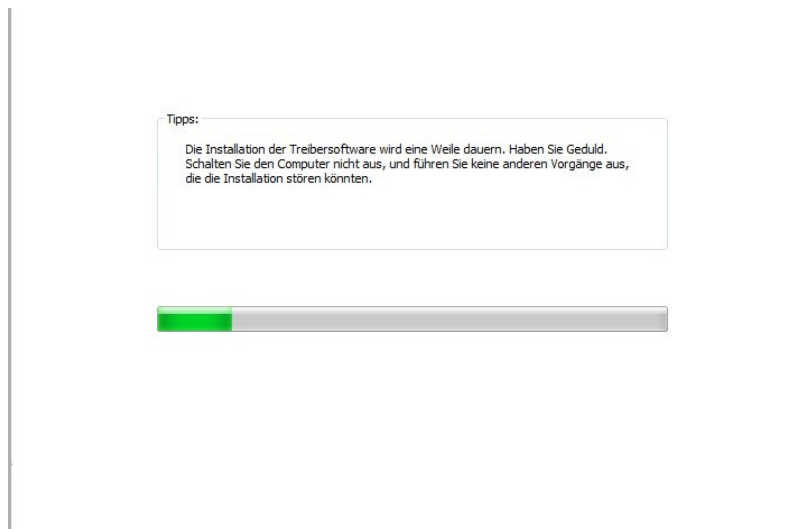 Tipps:
Die Installation der Treibersoftware wird eine Weile dauern. Haben Sie Geduld.
Schalten Sie den Computer nicht aus, und führen Sie keine anderen Vorgänge aus,
die die Installation stören könnten.